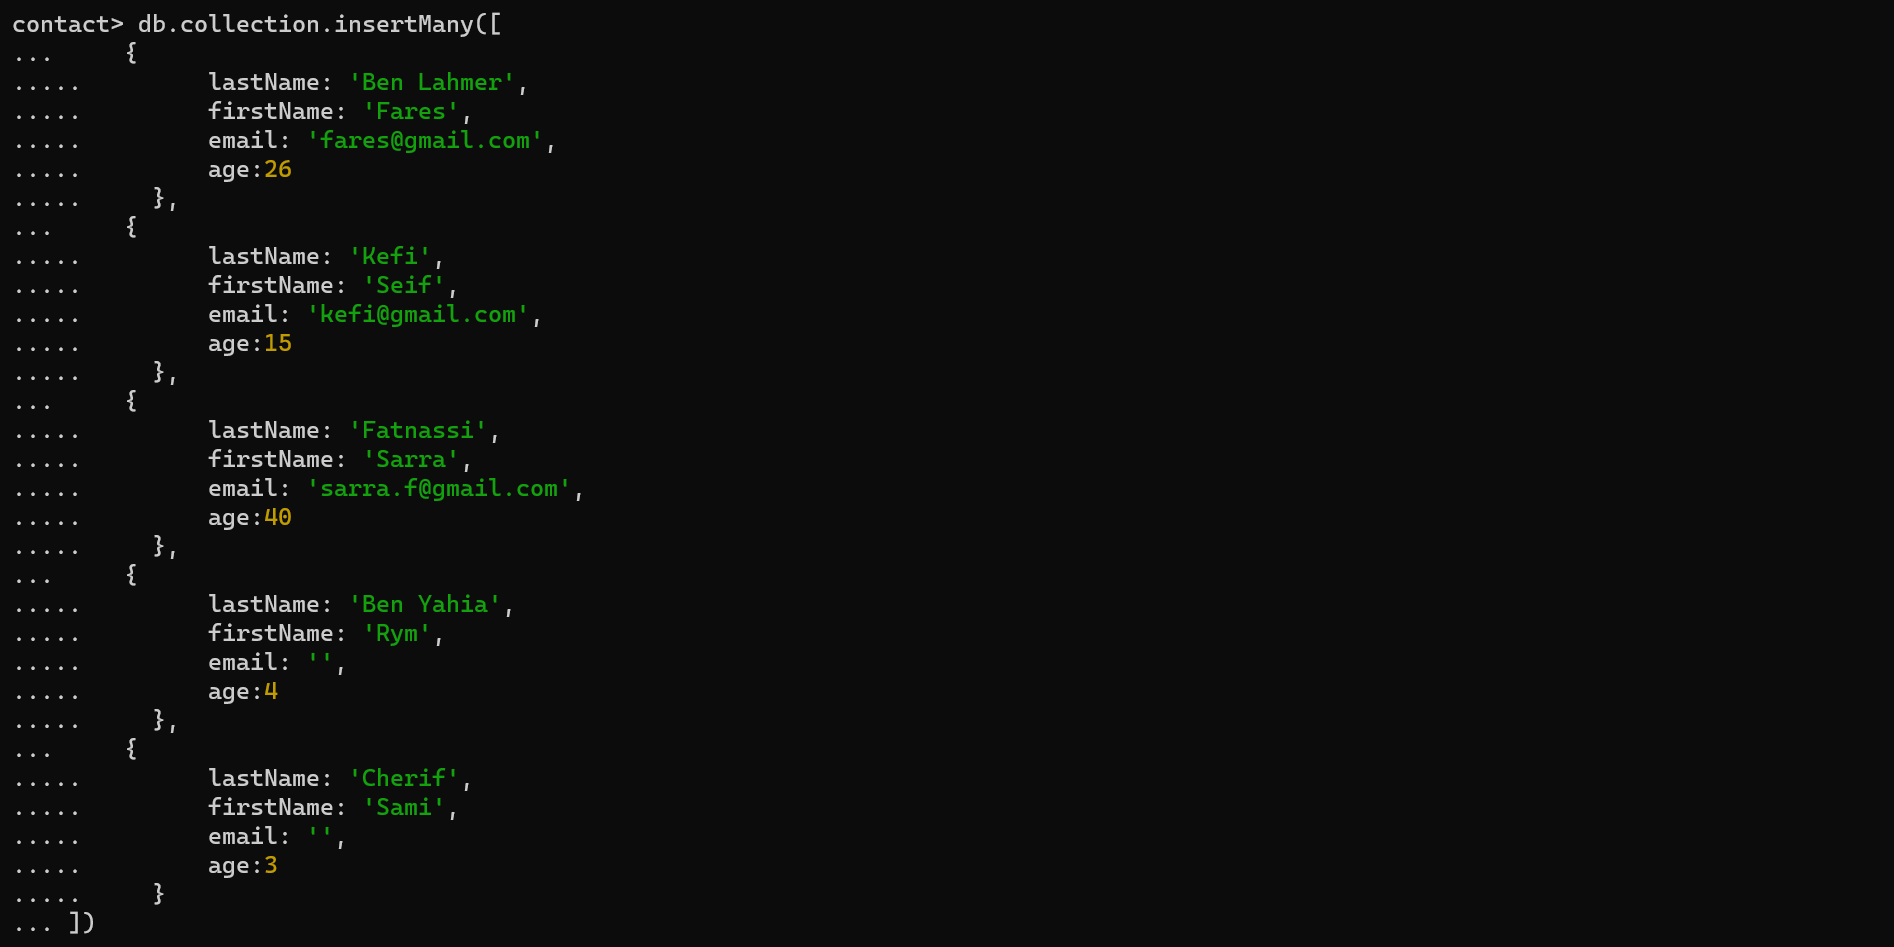 contact> db.collection.insertMany([
...     {
.....         lastName: 'Ben Lahmer',
.....         firstName: 'Fares',
.....         email: 'fares@gmail.com',
.....         age:26
.....     },
...     {
.....         lastName: 'Kefi',
.....         firstName: 'Seif',
.....         email: 'kefi@gmail.com',
.....         age:15
.....     },
...     {
.....         lastName: 'Fatnassi',
.....         firstName: 'Sarra',
.....         email: 'sarra.f@gmail.com',
.....         age:40
.....     },
...     {
.....         lastName: 'Ben Yahia',
.....         firstName: 'Rym',
.....         email: '',
.....         age:4
.....     },
...     {
.....         lastName: 'Cherif',
.....         firstName: 'Sami',
.....         email: '',
.....         age:3
.....     }
... ])